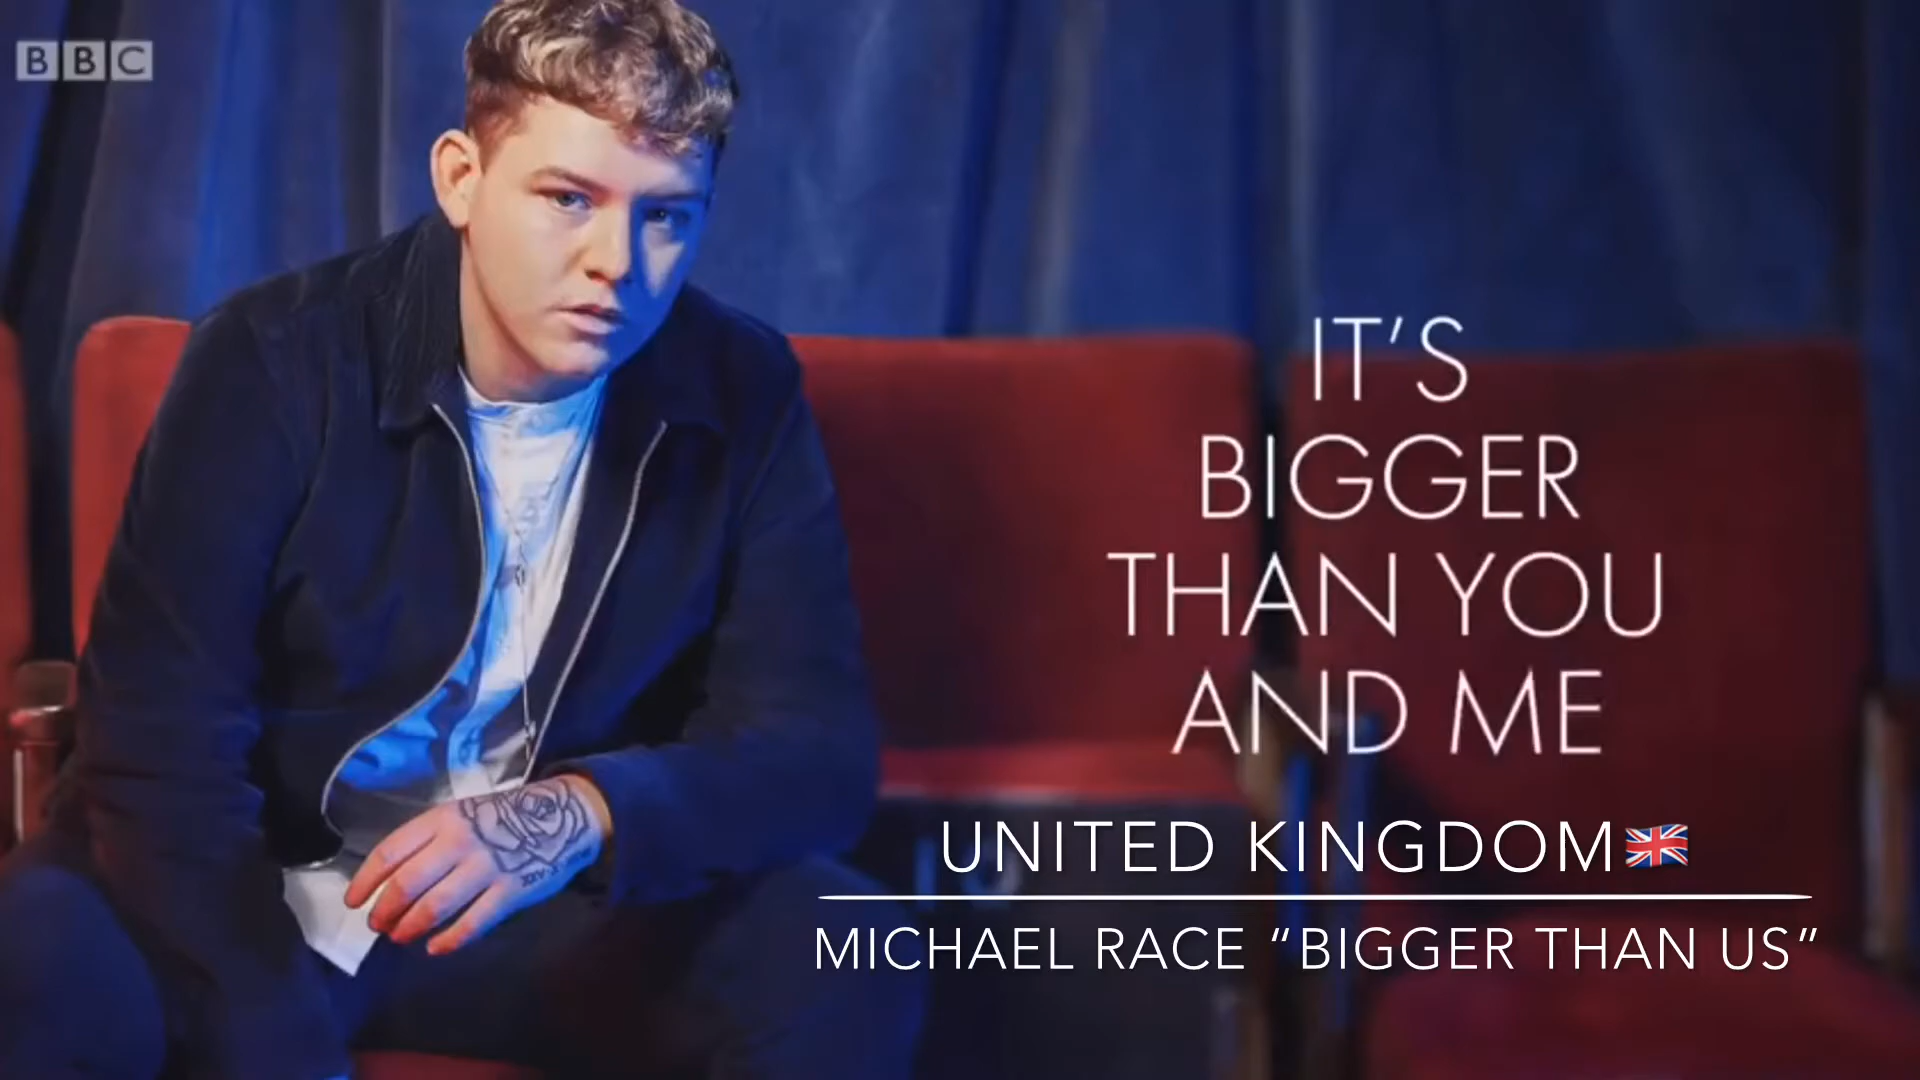 BBC
IT’S
BIGGER
THAN YOU
AND ME
UNITED KINGDOM🇬🇧
MICHAEL RACE “BIGGER THAN US”